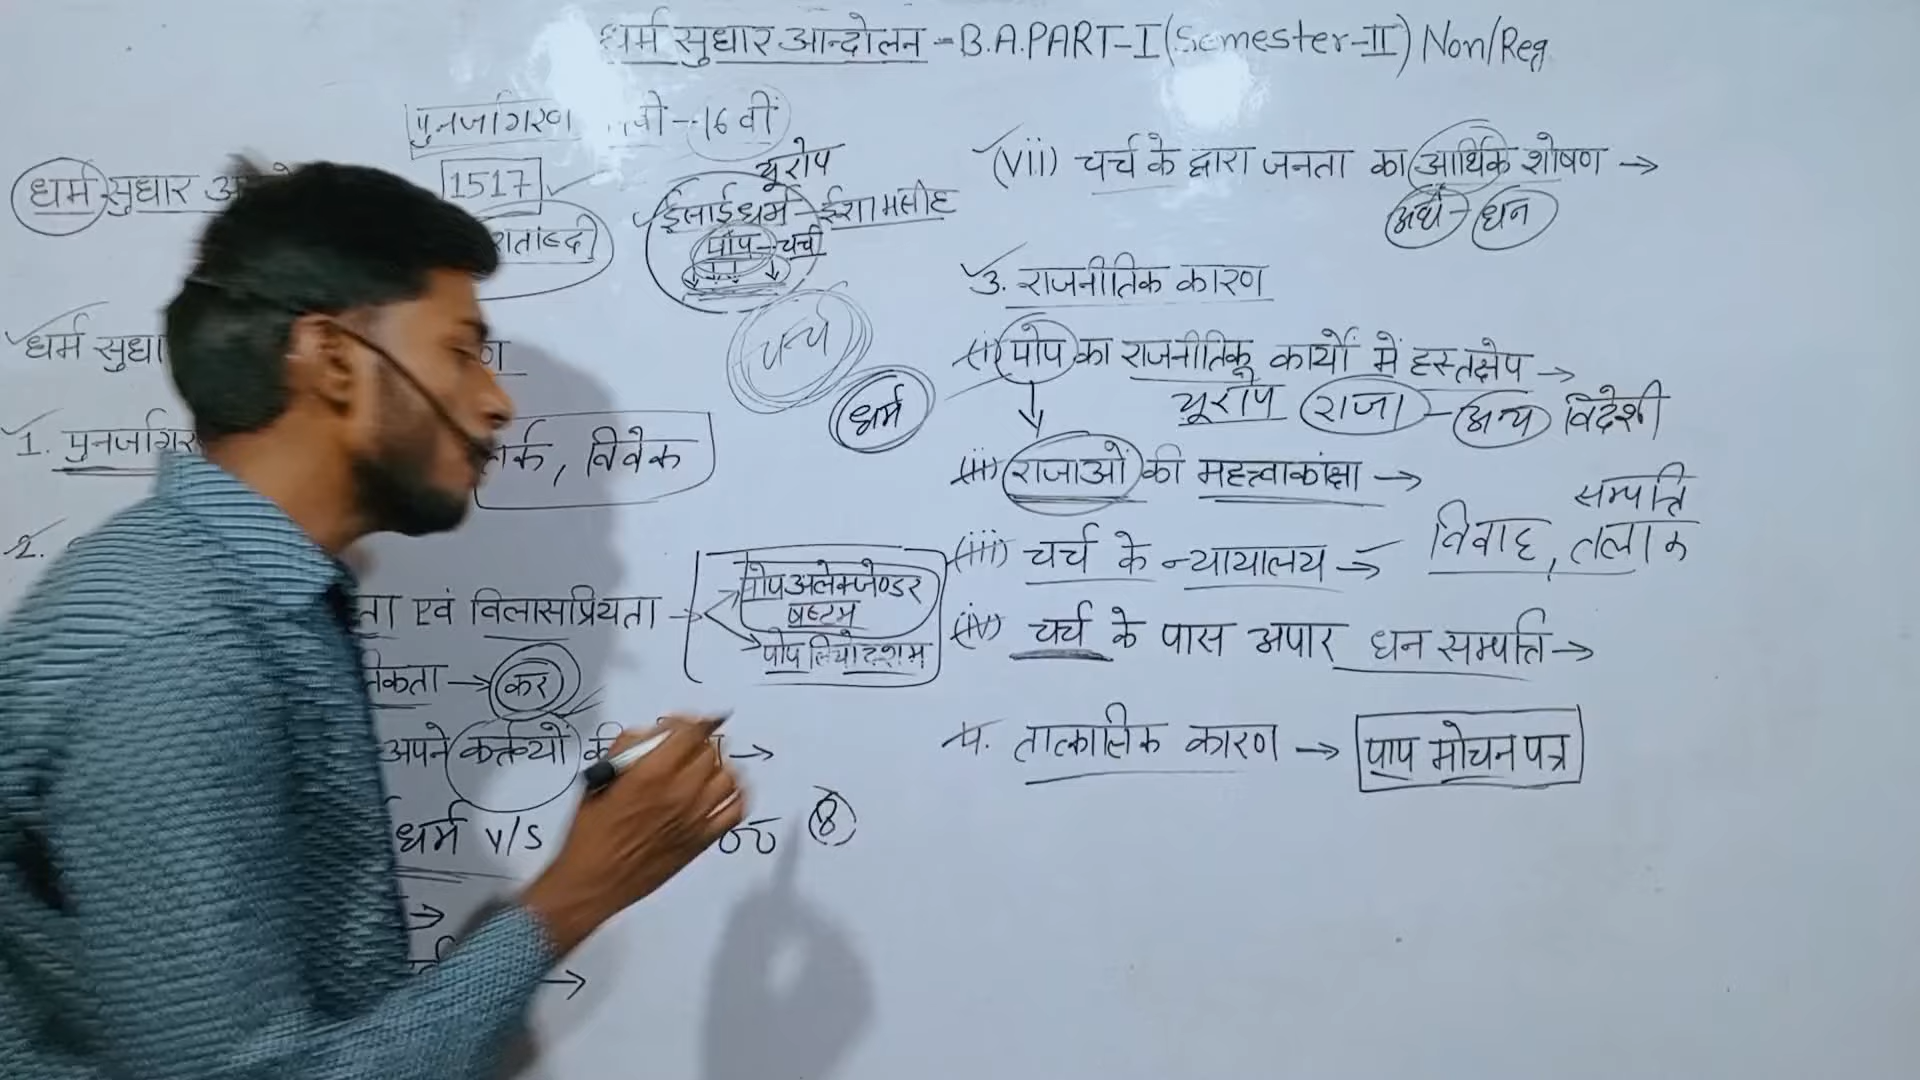 धर्म सुधार आन्दोलन - B.A.PART-I (Semester-II) Non/Reg
पुनर्जागरण
16 वीं
धर्म सुधार
1517
शताब्दी
यूरोप
ईसाई धर्म - ईशा मसीह
पोप - चर्च
चर्च
धर्म
धर्म सुधा
1. पुनर्जागर
तर्क, विवेक
2.
एवं विलासप्रियता →
पोप अलेक्जेण्डर
षष्टम
पोप लियो दशम
तिकता → कर
अपने कर्तव्यों की →
धर्म V/S
(vii) चर्च के द्वारा जनता का आर्थिक शोषण →
अर्थ - धन
3. राजनीतिक कारण
(i) पोप का राजनीतिक कार्यों में हस्तक्षेप →
यूरोप राजा - अन्य विदेशी
(ii) राजाओं की महत्त्वाकांक्षा →
(iii) चर्च के न्यायालय → विवाह, तलाक
सम्पत्ति
(iv) चर्च के पास अपार धन सम्पत्ति →
4. तात्कालिक कारण → पाप मोचन पत्र